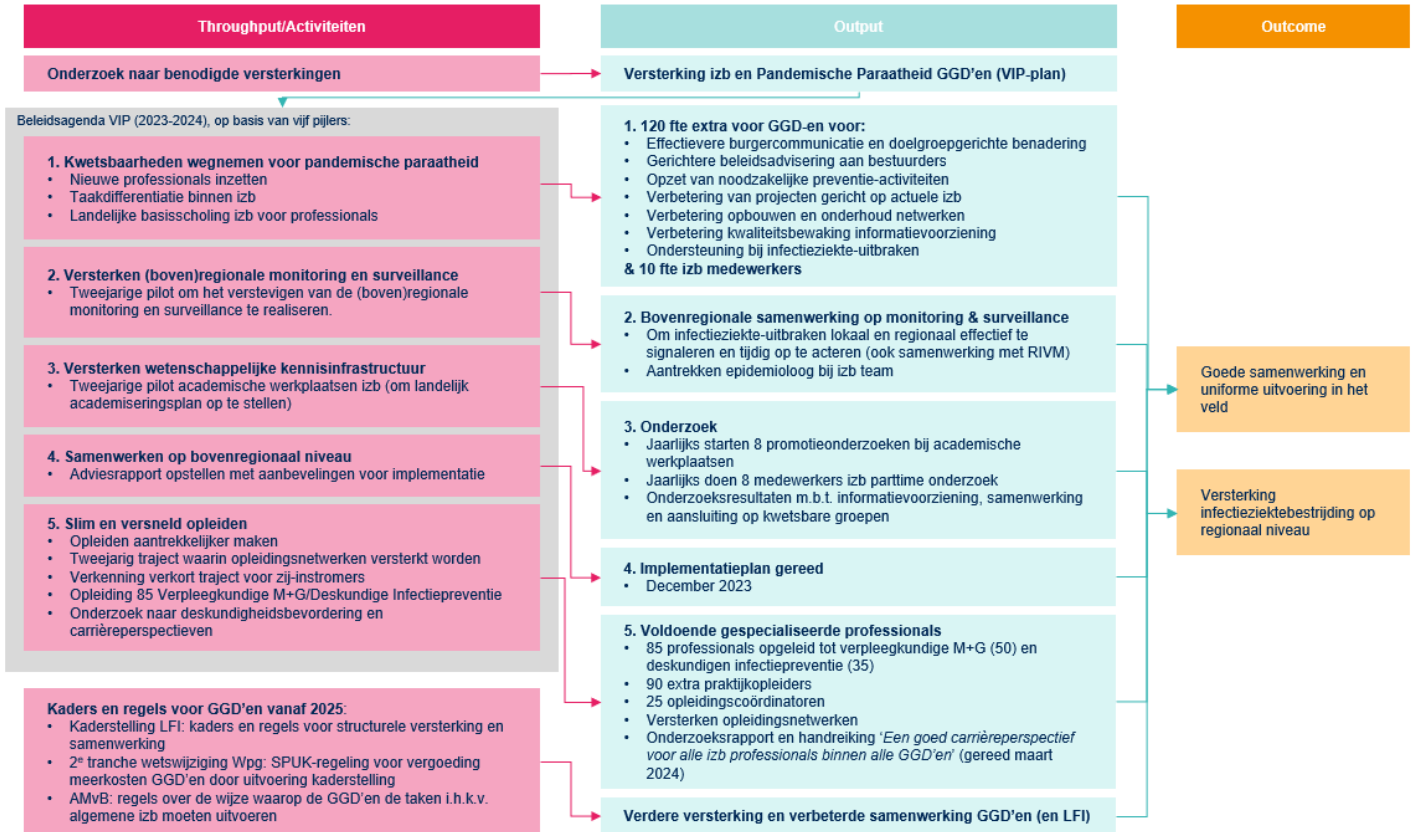 Throughput/Activiteiten
Output
Outcome
Onderzoek naar benodigde versterkingen
Versterking izb en Pandemische Paraatheid GGD'en (VIP-plan)
Beleidsagenda VIP (2023-2024), op basis van vijf pijlers:
1. Kwetsbaarheden wegnemen voor pandemische paraatheid
• Nieuwe professionals inzetten
• Taakdifferentiatie binnen izb
• Landelijke basisscholing izb voor professionals
2. Versterken (boven)regionale monitoring en surveillance
• Tweejarige pilot om het verstevigen van de (boven)regionale
monitoring en surveillance te realiseren.
3. Versterken wetenschappelijke kennisinfrastructuur
• Tweejarige pilot academische werkplaatsen izb (om landelijk
academiseringsplan op te stellen)
4. Samenwerken op bovenregionaal niveau
• Adviesrapport opstellen met aanbevelingen voor implementatie
5. Slim en versneld opleiden
• Opleiden aantrekkelijker maken
• Tweejarig traject waarin opleidingsnetwerken versterkt worden
• Verkenning verkort traject voor zij-instromers
• Opleiding 85 Verpleegkundige M+G/Deskundige Infectiepreventie
• Onderzoek naar deskundigheidsbevordering en
carrièreperspectieven
Kaders en regels voor GGD'en vanaf 2025:
• Kaderstelling LFI: kaders en regels voor structurele versterking en
samenwerking
• 2e tranche wetswijziging Wpg: SPUK-regeling voor vergoeding
meerkosten GGD'en door uitvoering kaderstelling
• AMvB: regels over de wijze waarop de GGD'en de taken i.h.k.v.
algemene izb moeten uitvoeren
1. 120 fte extra voor GGD-en voor:
• Effectievere burgercommunicatie en doelgroepgerichte benadering
• Gerichtere beleidsadvisering aan bestuurders
• Opzet van noodzakelijke preventie-activiteiten
• Verbetering van projecten gericht op actuele izb
• Verbetering opbouwen en onderhoud netwerken
• Verbetering kwaliteitsbewaking informatievoorziening
• Ondersteuning bij infectieziekte-uitbraken
& 10 fte izb medewerkers
2. Bovenregionale samenwerking op monitoring & surveillance
• Om infectieziekte-uitbraken lokaal en regionaal effectief te
signaleren en tijdig op te acteren (ook samenwerking met RIVM)
• Aantrekken epidemioloog bij izb team
3. Onderzoek
• Jaarlijks starten 8 promotieonderzoeken bij academische
werkplaatsen
• Jaarlijks doen 8 medewerkers izb parttime onderzoek
• Onderzoeksresultaten m.b.t. informatievoorziening, samenwerking
en aansluiting op kwetsbare groepen
4. Implementatieplan gereed
• December 2023
5. Voldoende gespecialiseerde professionals
• 85 professionals opgeleid tot verpleegkundige M+G (50) en
deskundigen infectiepreventie (35)
• 90 extra praktijkopleiders
• 25 opleidingscoördinatoren
• Versterken opleidingsnetwerken
• Onderzoeksrapport en handreiking 'Een goed carrièreperspectief
voor alle izb professionals binnen alle GGD'en' (gereed maart
2024)
Verdere versterking en verbeterde samenwerking GGD'en (en LFI)
Goede samenwerking en
uniforme uitvoering in het
veld
Versterking
infectieziektebestrijding op
regionaal niveau